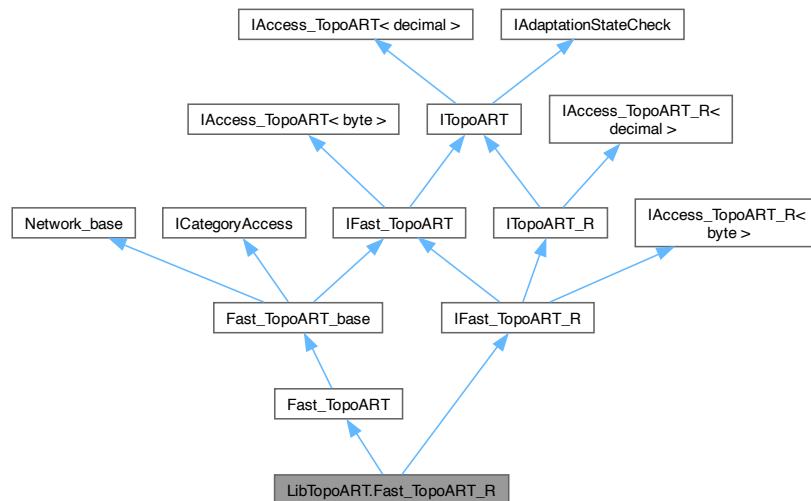 IAccess_TopoART< decimal >
IAdaptationStateCheck
IAccess_TopoART< byte >
ITopoART
IAccess_TopoART_R<
decimal >
Network_base
ICategoryAccess
IFast_TopoART
ITopoART_R
IAccess_TopoART_R<
byte >
Fast_TopoART_base
IFast_TopoART_R
Fast_TopoART
LibTopoART.Fast_TopoART_R